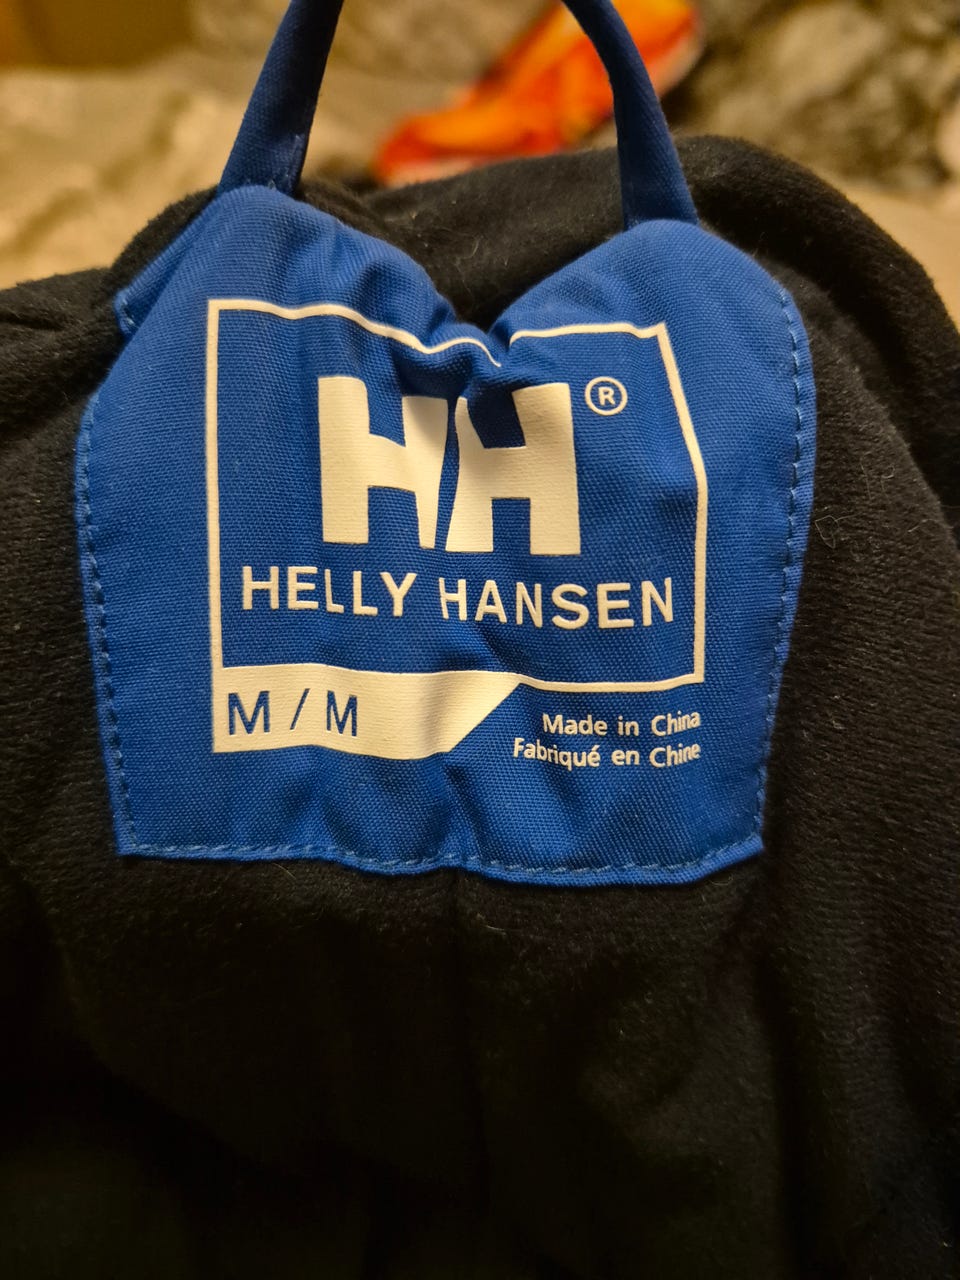 HH®
HELLY HANSEN
M / M
Made in China
Fabriqué en Chine